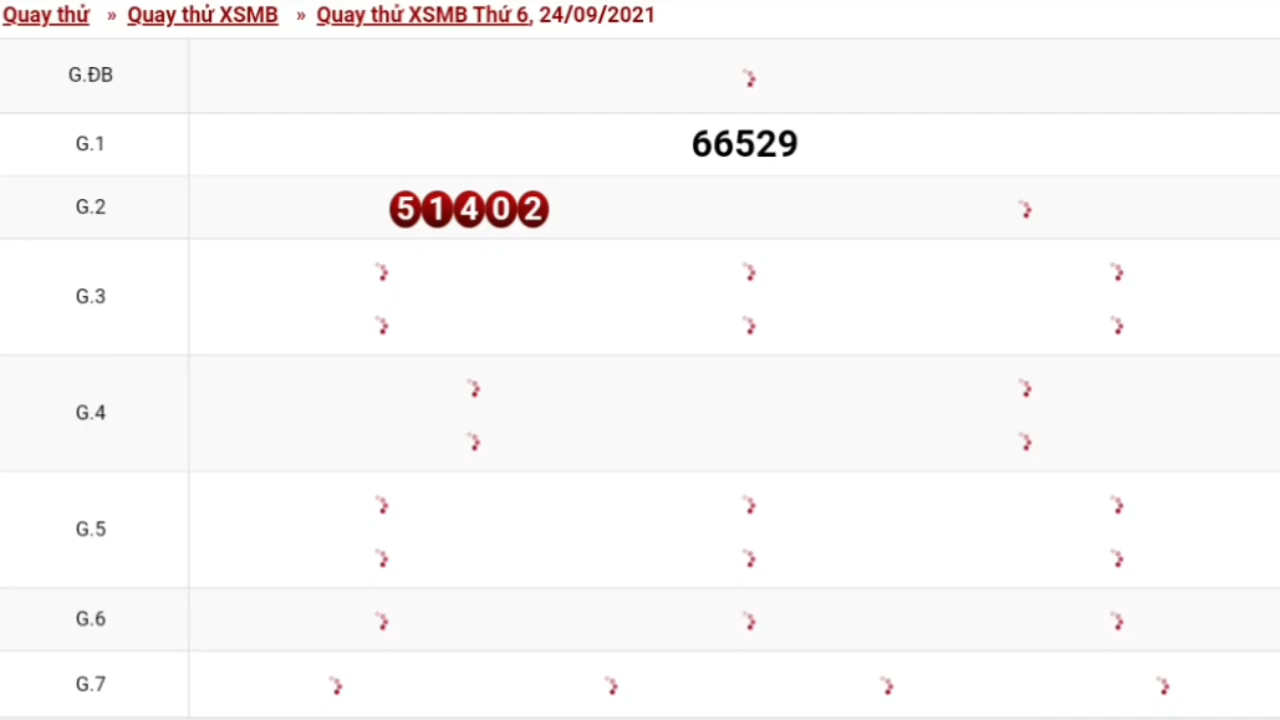 Quay thử » Quay thử XSMB » Quay thử XSMB Thứ 6, 24/09/2021
G.ĐB
G.1 66529
G.2 51402
G.3
G.4
G.5
G.6
G.7